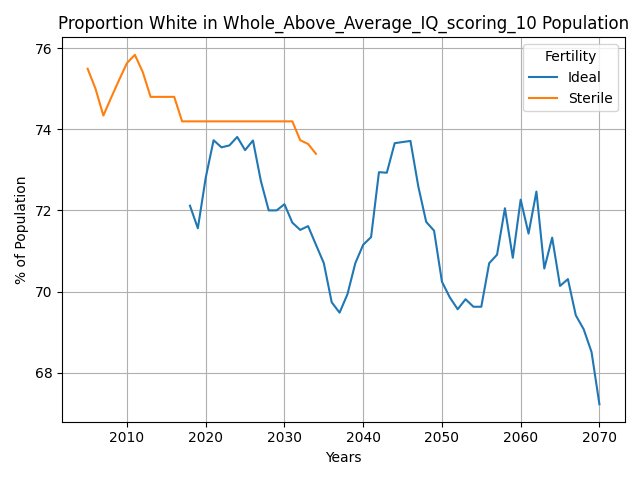 Proportion White in Whole_Above_Average_IQ_scoring_10 Population
Fertility
Ideal
Sterile
76
74
72
70
68
% of Population
2010 2020 2030 2040 2050 2060 2070
Years